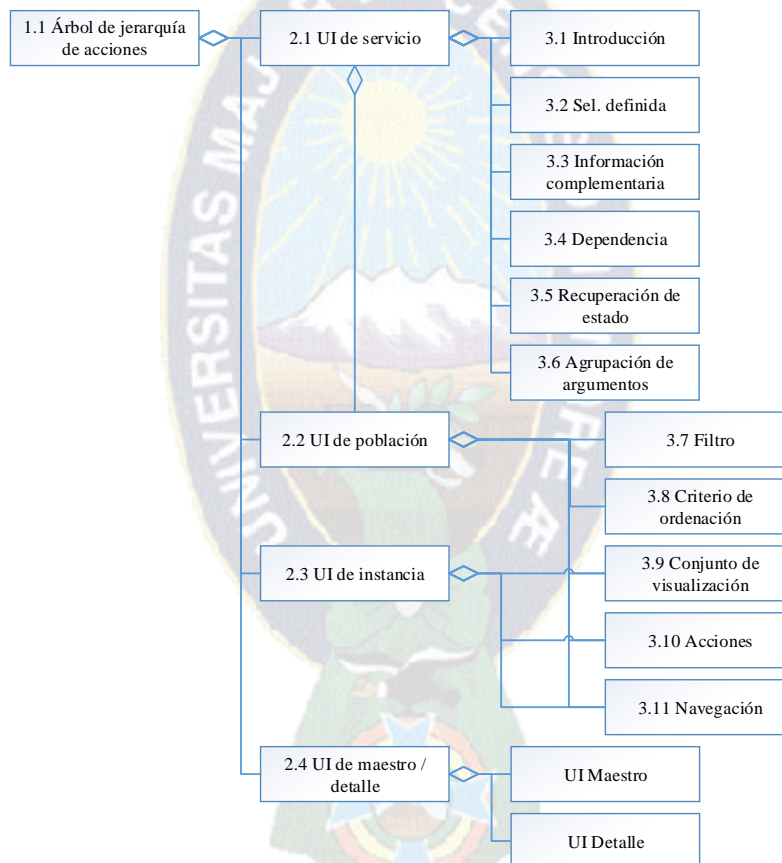 1.1 Árbol de jerarquía
de acciones
2.1 UI de servicio
3.1 Introducción
3.2 Sel. definida
3.3 Información
complementaria
3.4 Dependencia
3.5 Recuperación de
estado
3.6 Agrupación de
argumentos
2.2 UI de población
3.7 Filtro
3.8 Criterio de
ordenación
2.3 UI de instancia
3.9 Conjunto de
visualización
3.10 Acciones
3.11 Navegación
2.4 UI de maestro /
detalle
UI Maestro
UI Detalle
UNIVERSITAS